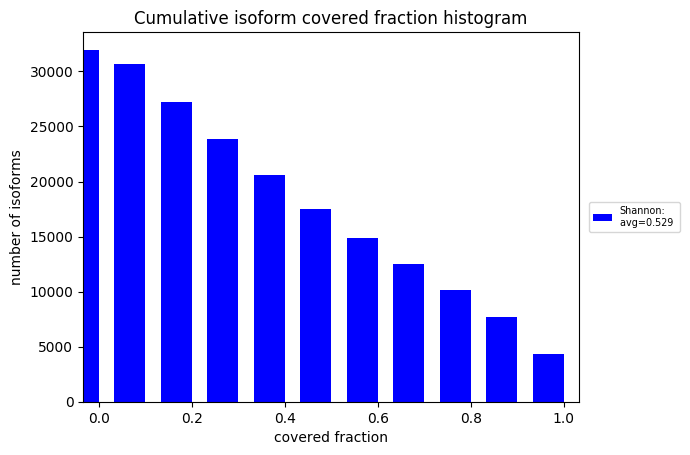 Cumulative isoform covered fraction histogram
number of isoforms
30000
25000
20000
15000
10000
5000
0
0.0 0.2 0.4 0.6 0.8 1.0
covered fraction
Shannon:
avg=0.529